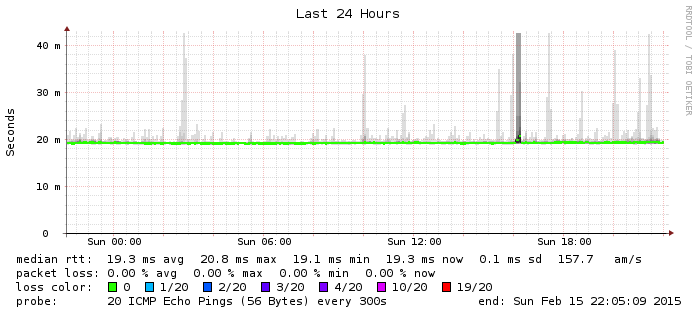 Last 24 Hours
RRDTOOL / TOBI OETIKER
Seconds
40 m
30 m
20 m
10 m
0
Sun 00:00 Sun 06:00 Sun 12:00 Sun 18:00
median rtt: 19.3 ms avg 20.8 ms max 19.1 ms min 19.3 ms now 0.1 ms sd 157.7 am/s
packet loss: 0.00 % avg 0.00 % max 0.00 % min 0.00 % now
loss color: 0 1/20 2/20 3/20 4/20 10/20 19/20
probe: 20 ICMP Echo Pings (56 Bytes) every 300s end: Sun Feb 15 22:05:09 2015